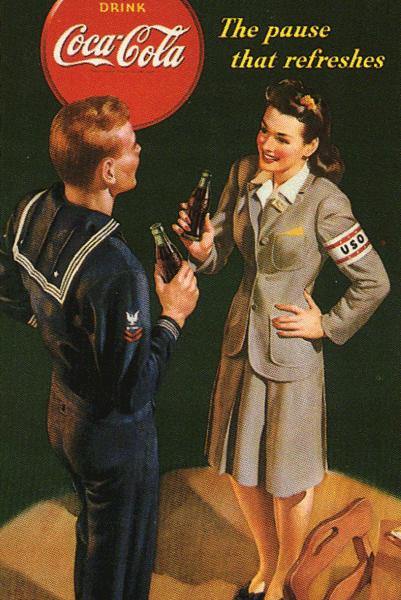 DRINK
Coca-Cola
The pause
that refreshes
USO